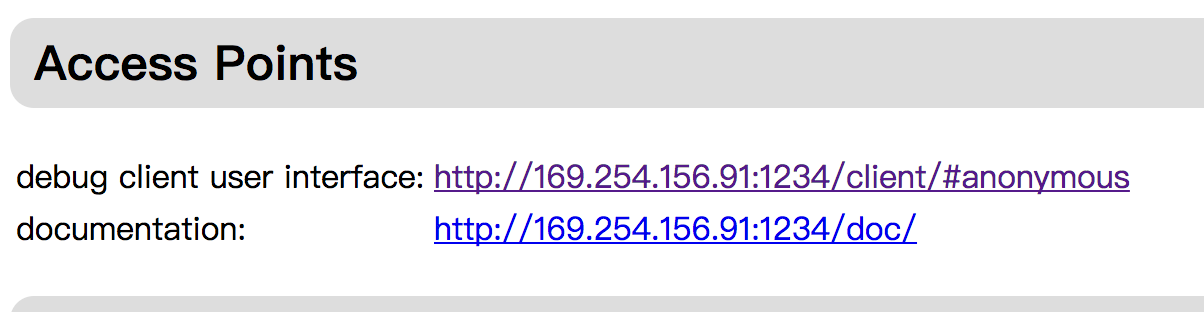 Access Points
debug client user interface: http://169.254.156.91:1234/client/#anonymous
documentation: http://169.254.156.91:1234/doc/